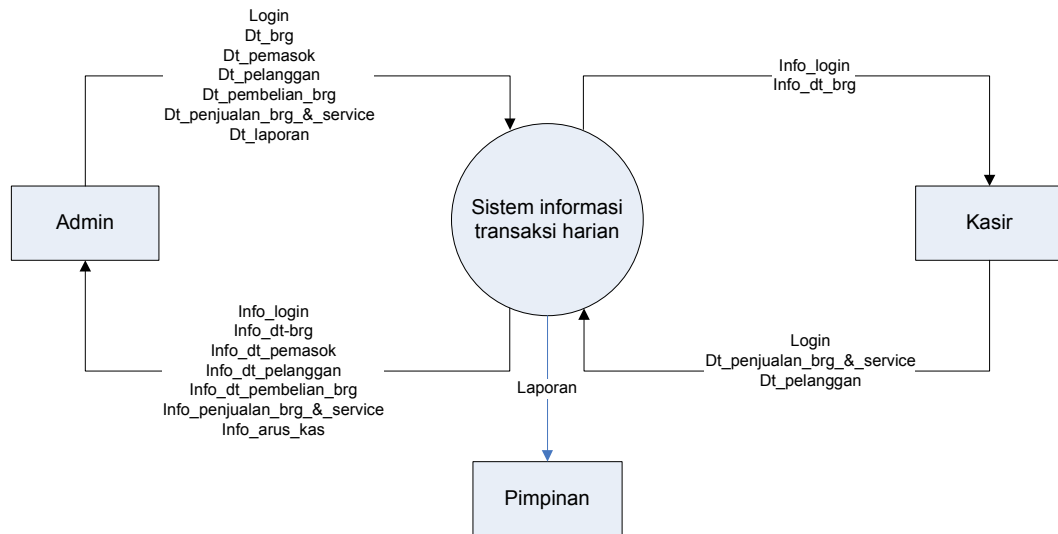 Login
Dt_brg
Dt_pemasok
Dt_pelanggan
Dt_pembelian_brg
Dt_penjualan_brg_&_service
Dt_laporan
Info_login
Info_dt_brg
Admin
Sistem informasi
transaksi harian
Kasir
Info_login
Info_dt-brg
Info_dt_pemasok
Info_dt_pelanggan
Info_dt_pembelian_brg
Info_penjualan_brg_&_service
Info_arus_kas
Laporan
Login
Dt_penjualan_brg_&_service
Dt_pelanggan
Pimpinan